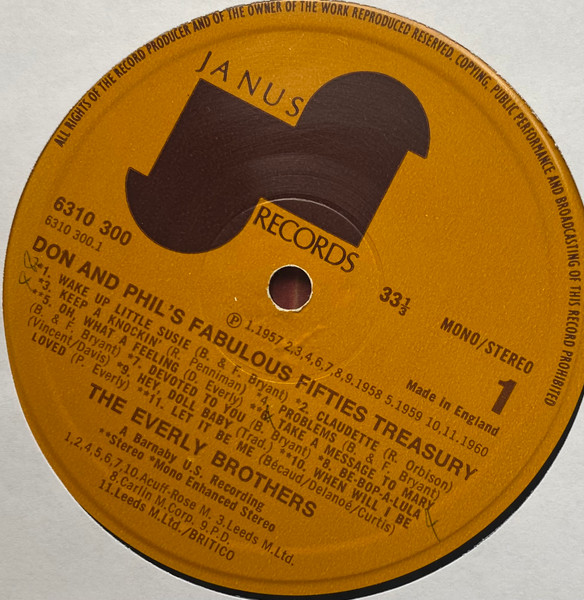 ALL RIGHTS OF THE RECORD PRODUCER AND OF THE OWNER OF THE WORK REPRODUCED RESERVED. COPYING, PUBLIC PERFORMANCE AND BROADCASTING OF THIS RECORD PROHIBITED
JANUS
RECORDS
6310 300
6310 300.1
33 1/3
MONO/STEREO
Made in England
1
℗ 1.1957 2,3,4,6,7,8,9.1958 5.1959 10.11.1960
DON AND PHIL'S FABULOUS FIFTIES TREASURY
*1. WAKE UP LITTLE SUSIE (B. & F. Bryant) *2. CLAUDETTE (R. Orbison)
*3. KEEP A KNOCKIN' (R. Penniman) *4. PROBLEMS (B. & F. Bryant)
**5. OH, WHAT A FEELING (D. Everly) *6. TAKE A MESSAGE TO MARY
(B. & F. Bryant) *7. DEVOTED TO YOU (B. Bryant) *8. BE-BOP-A-LULA
(Vincent/Davis) *9. HEY, DOLL BABY (Trad.) **10. WHEN WILL I BE
LOVED (P. Everly) **11. LET IT BE ME (Bécaud/Delanoé/Curtis)
THE EVERLY BROTHERS
A Barnaby U.S. Recording
**Stereo *Mono Enhanced Stereo
1,2,4,5,6,7,10.Acuff-Rose M. 3.Leeds M.Ltd.
8.Carlin M.Corp. 9.P.D.
11.Leeds M.Ltd./BRITICO